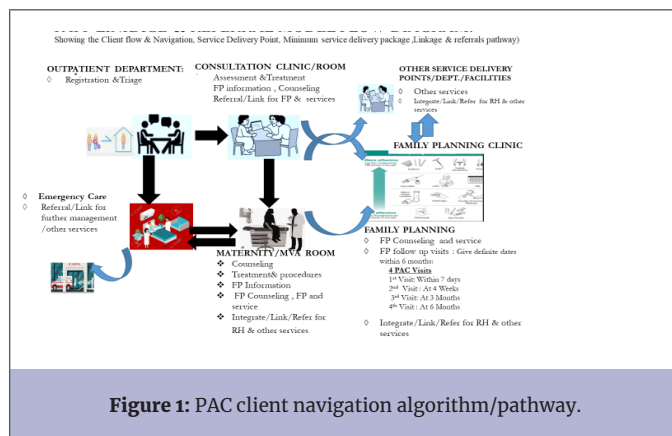 Showing the Client flow & Navigation, Service Delivery Point, Minimum service delivery package ,Linkage & referrals pathway)
OUTPATIENT DEPARTMENT:
◊ Registration &Triage
CONSULTATION CLINIC/ROOM
Assessment &Treatment
FP information , Counseling
Referral/Link for FP & services
OTHER SERVICE DELIVERY
POINTS/DEPT./FACILITIES
◊ Other services
◊ Integrate/Link/Refer for RH & other
services
FAMILY PLANNING CLINIC
◊ Emergency Care
◊ Referral/Link for
further management
/other services
MATERNITY/MVA ROOM
❖ Counseling
❖ Treatment& procedures
❖ FP Information
❖ FP Counseling , FP and
service
❖ Integrate/Link/Refer for
RH & other services
FAMILY PLANNING
◊ FP Counseling and service
◊ FP follow up visits : Give definite dates
within 6 months:
4 PAC Visits
1st Visit: Within 7 days
2nd Visit : At 4 Weeks
3rd Visit: At 3 Months
4th Visit: At 6 Months
◊ Integrate/Link/Refer for RH & other
services
Figure 1: PAC client navigation algorithm/pathway.